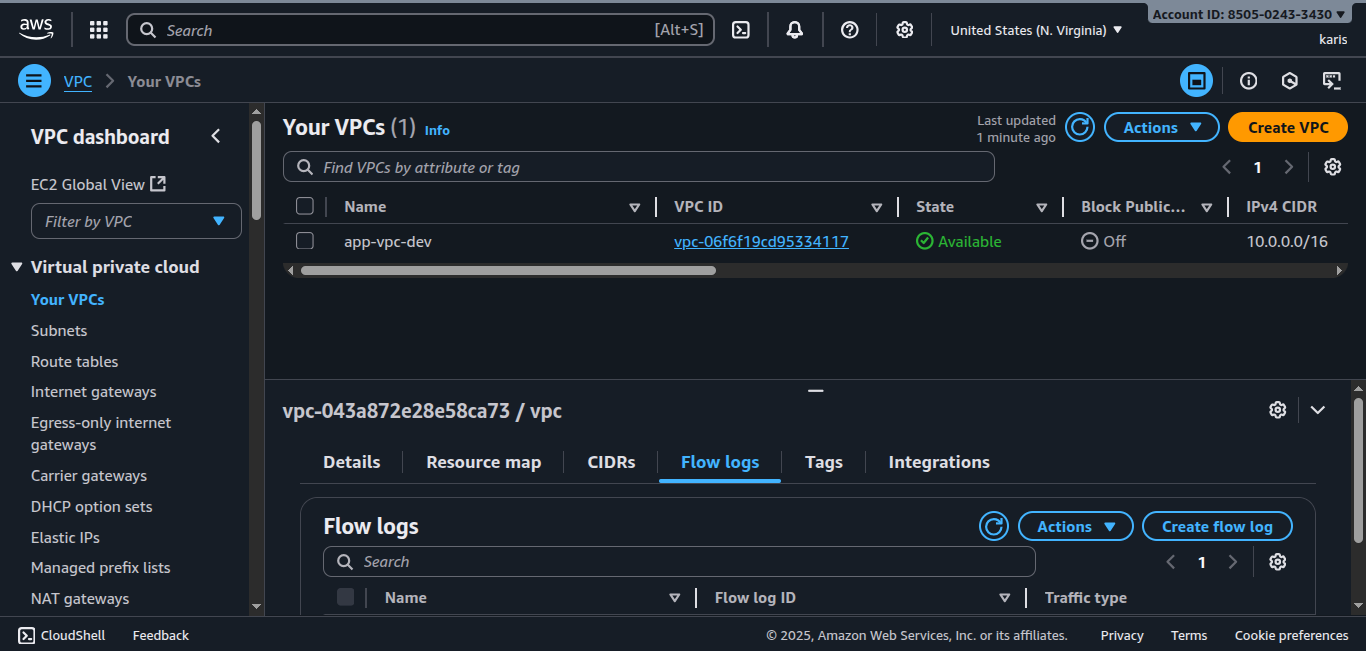 aws
Search
[Alt+S]
United States (N. Virginia)
Account ID: 8505-0243-3430
karis
VPC
Your VPCs
VPC dashboard
EC2 Global View
Filter by VPC
Virtual private cloud
Your VPCs
Subnets
Route tables
Internet gateways
Egress-only internet
gateways
Carrier gateways
DHCP option sets
Elastic IPs
Managed prefix lists
NAT gateways
Your VPCs (1) Info
Last updated
1 minute ago
Actions
Create VPC
Find VPCs by attribute or tag
1
Name VPC ID State Block Public... IPv4 CIDR
app-vpc-dev vpc-06f6f19cd95334117 Available Off 10.0.0.0/16
vpc-043a872e28e58ca73 / vpc
Details Resource map CIDRs Flow logs Tags Integrations
Flow logs
Actions
Create flow log
Search
1
Name Flow log ID Traffic type
CloudShell Feedback © 2025, Amazon Web Services, Inc. or its affiliates. Privacy Terms Cookie preferences